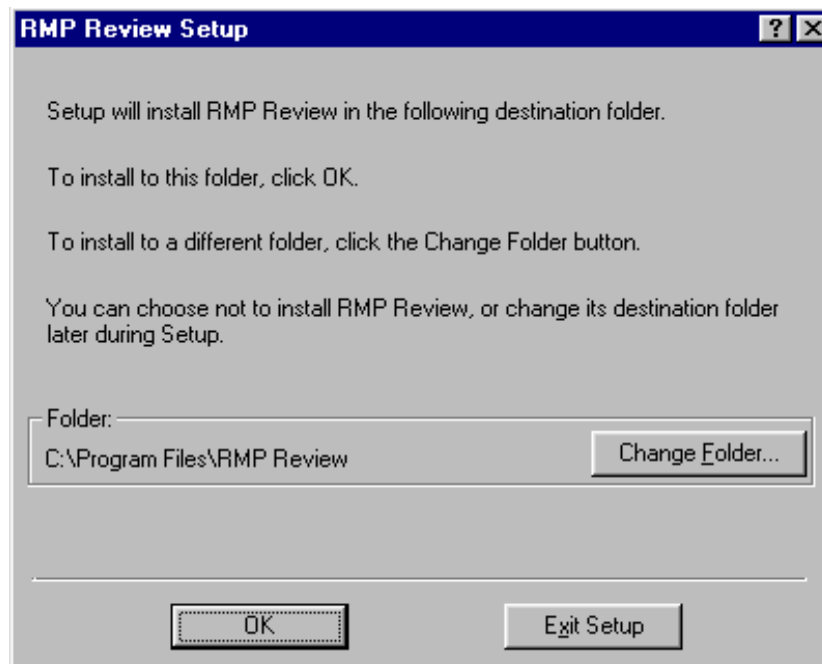 RMP Review Setup
?
Setup will install RMP Review in the following destination folder.
To install to this folder, click OK.
To install to a different folder, click the Change Folder button.
You can choose not to install RMP Review, or change its destination folder
later during Setup.
Folder:
C:\Program Files\RMP Review
Change Folder...
OK
Exit Setup